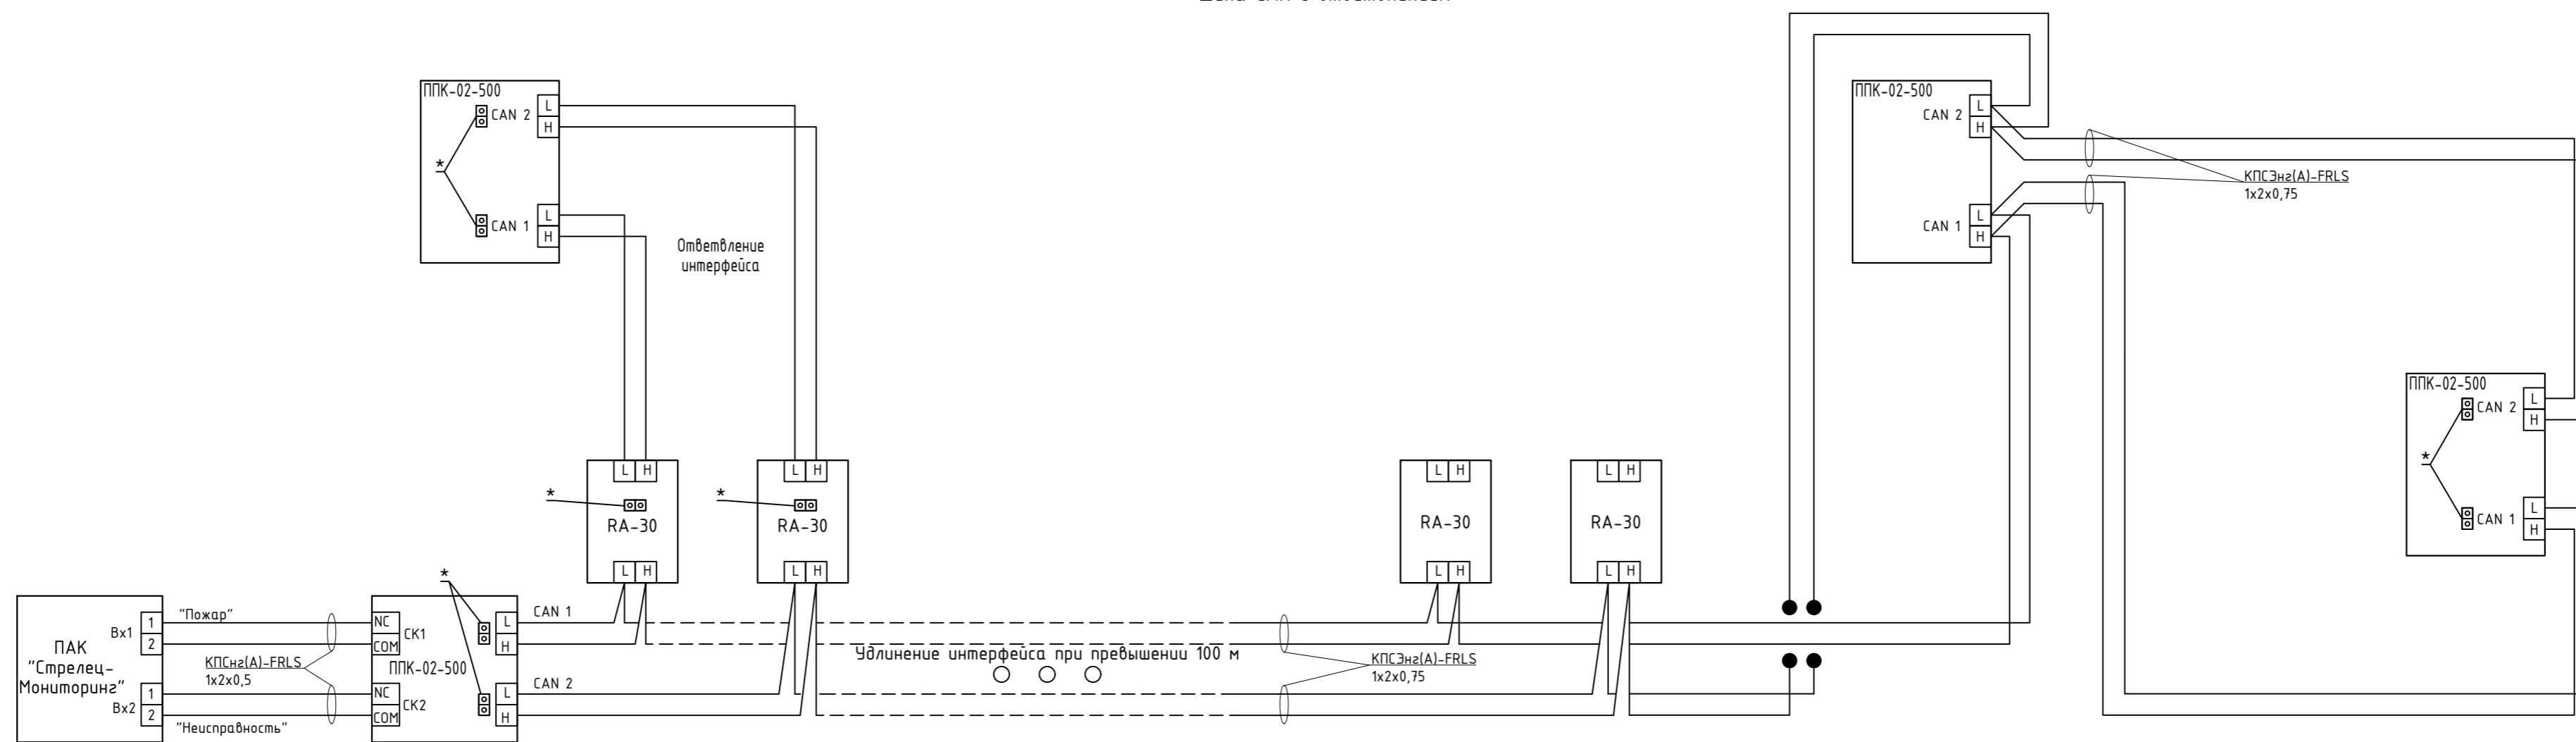 ППК-02-500
CAN 2
L
H
*
CAN 1
L
H
Ответвление
интерфейса
ППК-02-500
CAN 2
L
H
CAN 1
L
H
КПСЭнг(А)-FRLS
1x2x0,75
ППК-02-500
CAN 2
L
H
*
CAN 1
L
H
L H
*
RA-30
L H
L H
*
RA-30
L H
L H
RA-30
L H
L H
RA-30
L H
ПАК
"Стрелец-
Мониторинг"
Вх1
1
2
Вх2
1
2
"Пожар"
КПСнг(А)-FRLS
1x2x0,5
"Неисправность"
*
NC
COM
СК1
ППК-02-500
NC
COM
СК2
L
H
CAN 1
L
H
CAN 2
Удлинение интерфейса при превышении 100 м
КПСЭнг(А)-FRLS
1x2x0,75